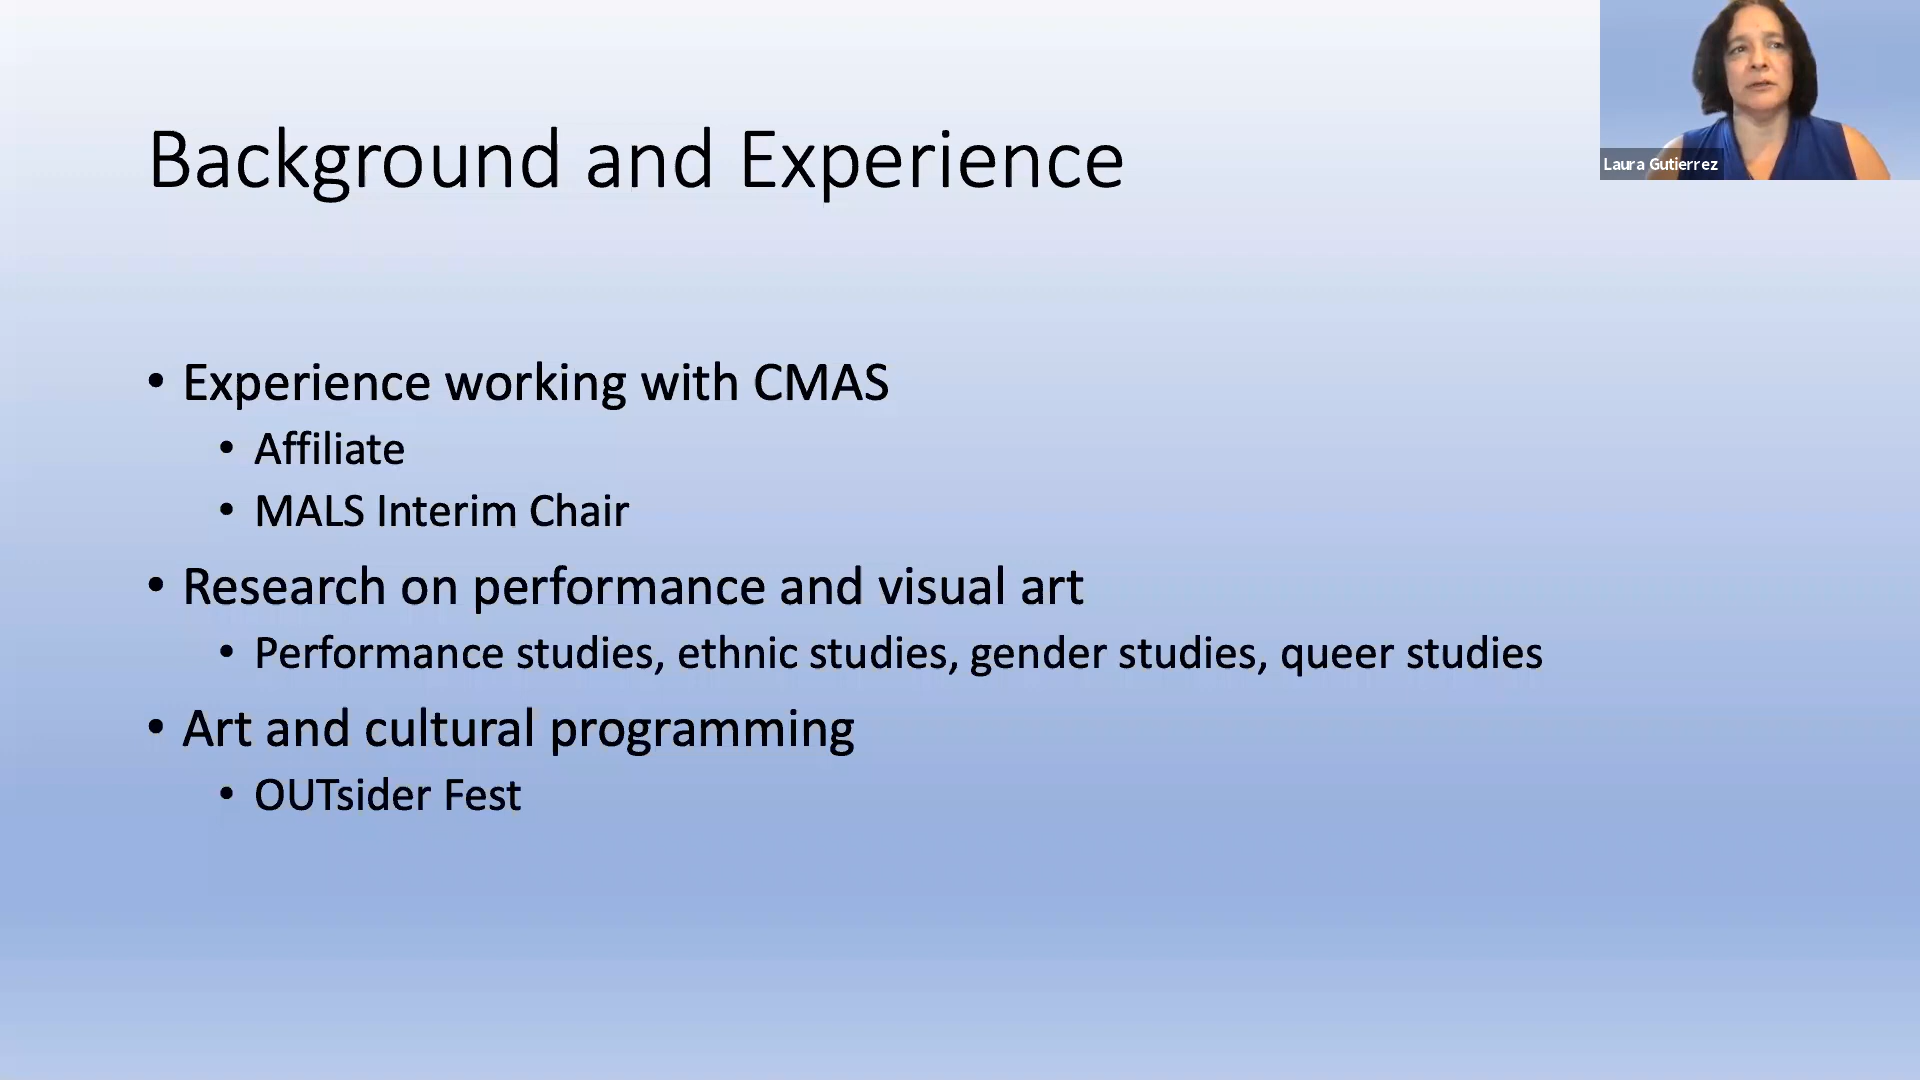 Background and Experience
Laura Gutierrez
• Experience working with CMAS
• Affiliate
• MALS Interim Chair
• Research on performance and visual art
• Performance studies, ethnic studies, gender studies, queer studies
• Art and cultural programming
• OUTsider Fest